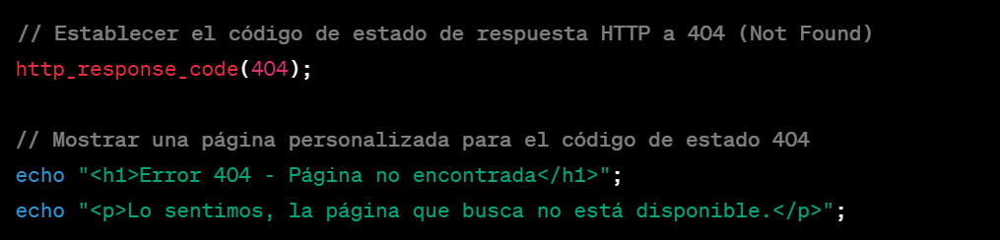 // Establecer el código de estado de respuesta HTTP a 404 (Not Found)
http_response_code(404);
// Mostrar una página personalizada para el código de estado 404
echo "<h1>Error 404 - Página no encontrada</h1>";
echo "<p>Lo sentimos, la página que busca no está disponible.</p>";